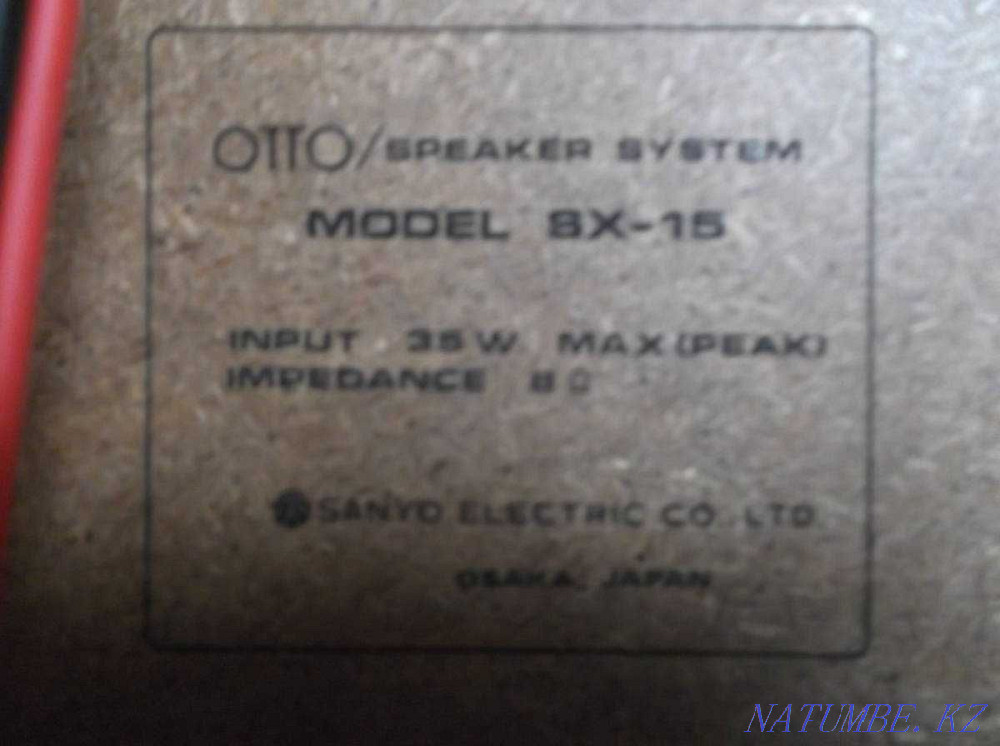 OTTO/SPEAKER SYSTEM
MODEL SX-15
INPUT 35W MAX (PEAK)
IMPEDANCE 8Ω
SANYO ELECTRIC CO. LTD.
OSAKA, JAPAN
NATUMBE.KZ